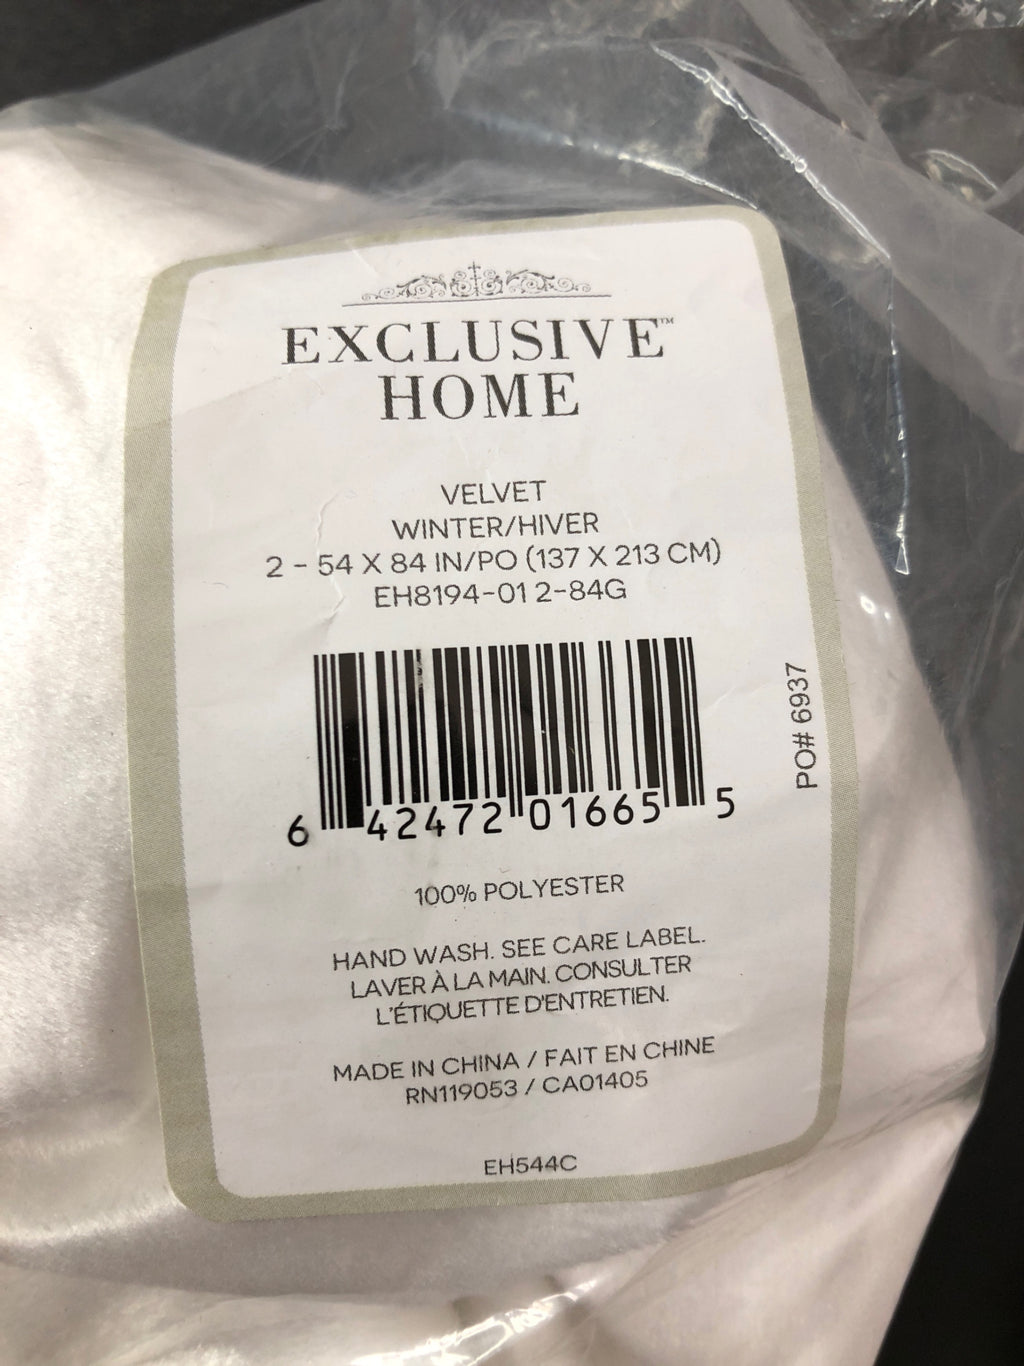 EXCLUSIVE™
HOME
VELVET
WINTER/HIVER
2 - 54 X 84 IN/PO (137 X 213 CM)
EH8194-01 2-84G
6 42472 01665 5
PO# 6937
100% POLYESTER
HAND WASH. SEE CARE LABEL.
LAVER À LA MAIN. CONSULTER
L'ÉTIQUETTE D'ENTRETIEN.
MADE IN CHINA / FAIT EN CHINE
RN119053 / CA01405
EH544C